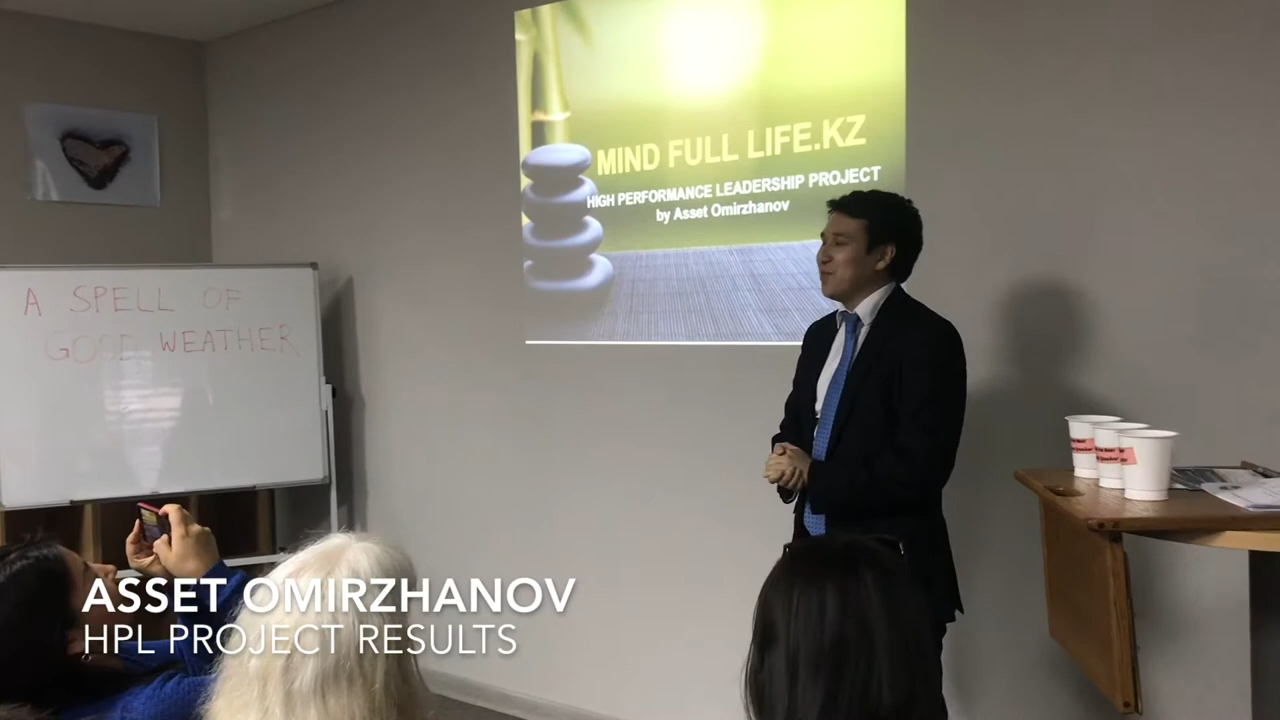 MIND FULL LIFE.KZ
HIGH PERFORMANCE LEADERSHIP PROJECT
by Asset Omirzhanov
A SPELL OF
GOOD WEATHER
ASSET OMIRZHANOV
HPL PROJECT RESULTS